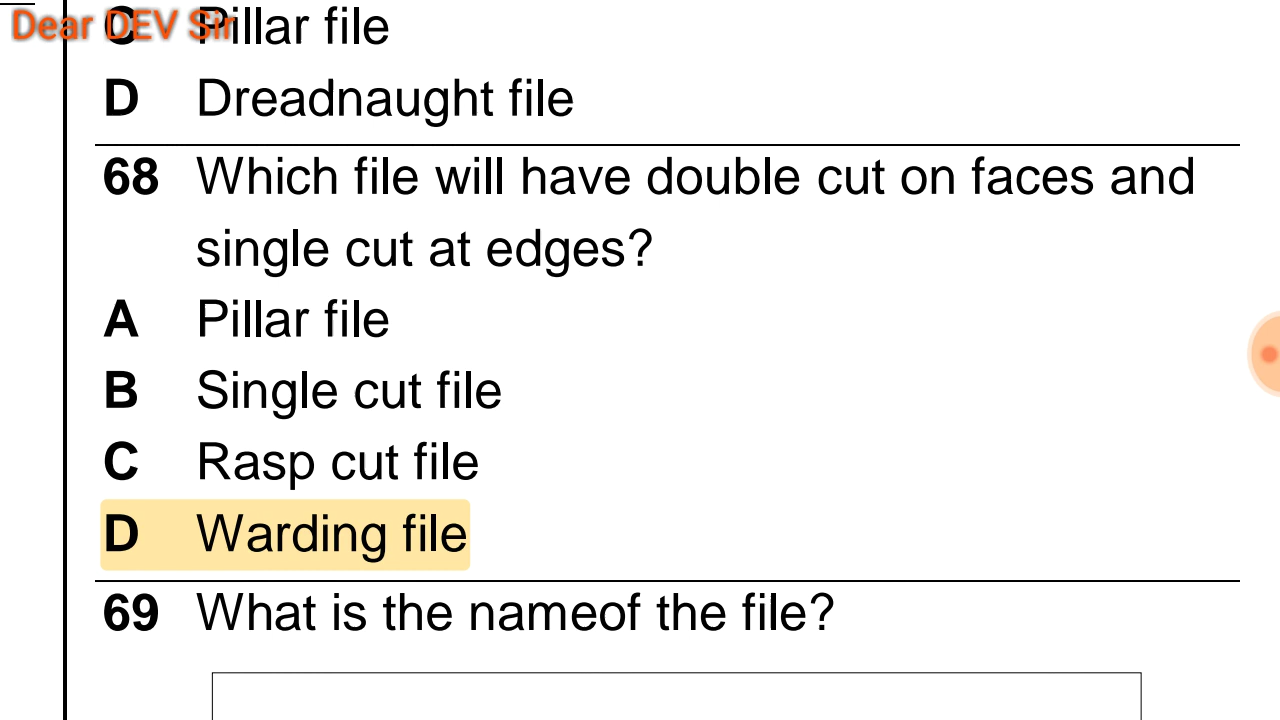 Dear DEV Sir
C Pillar file
D Dreadnaught file
68 Which file will have double cut on faces and
single cut at edges?
A Pillar file
B Single cut file
C Rasp cut file
D Warding file
69 What is the nameof the file?